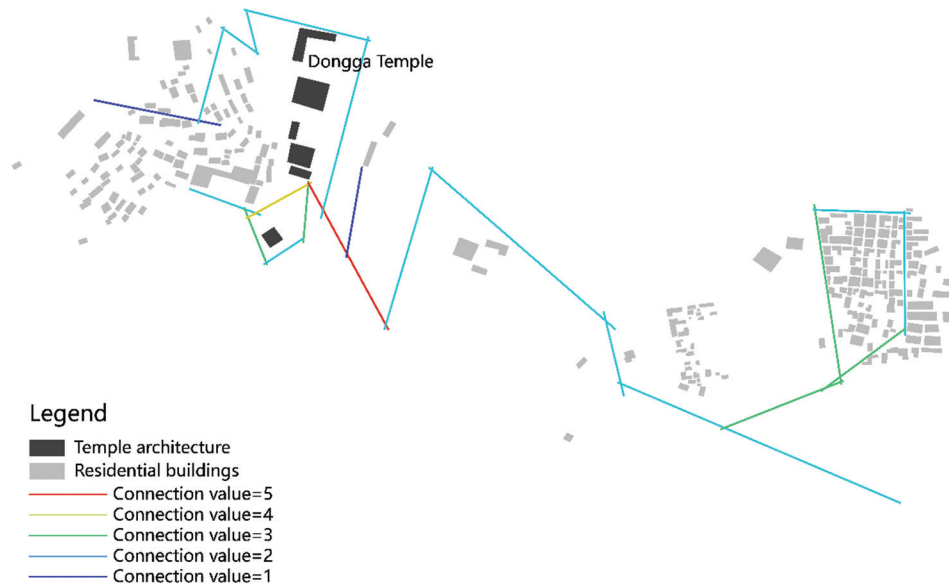 Dongga Temple
Legend
Temple architecture
Residential buildings
Connection value=5
Connection value=4
Connection value=3
Connection value=2
Connection value=1